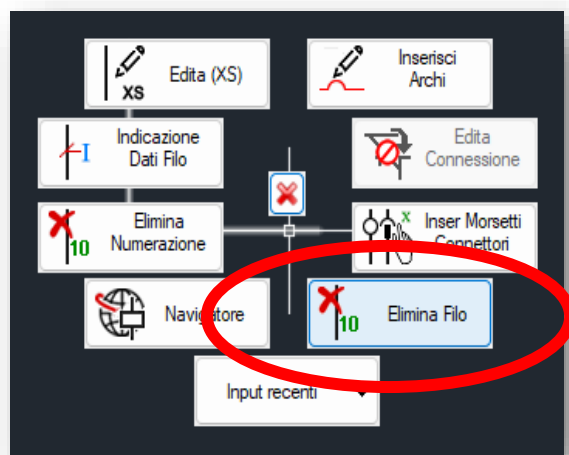 XS
Edita (XS)
Inserisci
Archi
Indicazione
Dati Filo
Edita
Connessione
10
Elimina
Numerazione
x
Inser Morsetti
Connettori
Navigatore
10
Elimina Filo
Input recenti